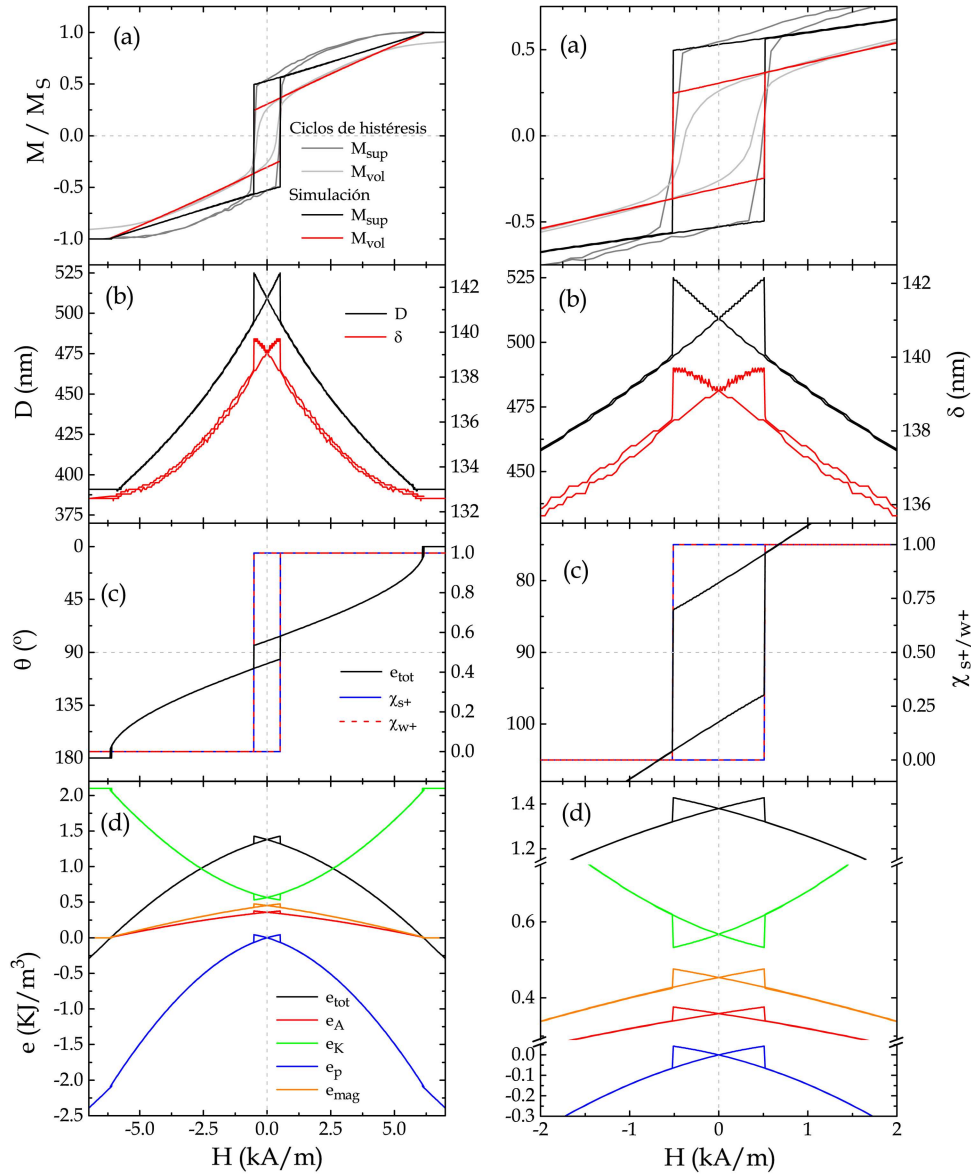 (a)
1.0
0.5
0.0
-0.5
-1.0
M / M_S
Ciclos de histéresis
M_sup
M_vol
Simulación
M_sup
M_vol
(a)
0.5
0.0
-0.5
(b)
525
500
475
450
425
400
375
D (nm)
D
δ
142
141
140
139
138
137
136
135
134
133
132
(b)
525
500
475
450
142
140
138
136
δ (nm)
(c)
0
45
90
135
180
θ (º)
e_tot
χ_s+
χ_w+
1.0
0.8
0.6
0.4
0.2
0.0
(c)
80
90
100
1.00
0.75
0.50
0.25
0.00
χ_s+/w+
(d)
2.0
1.5
1.0
0.5
0.0
-0.5
-1.0
-1.5
-2.0
-2.5
e (KJ/m³)
e_tot
e_A
e_K
e_p
e_mag
-5.0
-2.5
0.0
2.5
5.0
H (kA/m)
(d)
1.4
1.2
0.6
0.4
0.0
-0.1
-0.2
-0.3
-2
-1
0
1
2
H (kA/m)